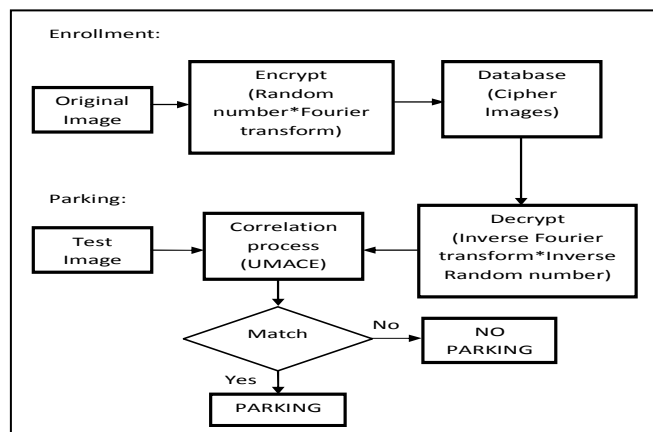 Enrollment:
Original
Image
Encrypt
(Random
number*Fourier
transform)
Database
(Cipher
Images)
Parking:
Test
Image
Correlation
process
(UMACE)
Decrypt
(Inverse Fourier
transform*Inverse
Random number)
Match
No
NO
PARKING
Yes
PARKING